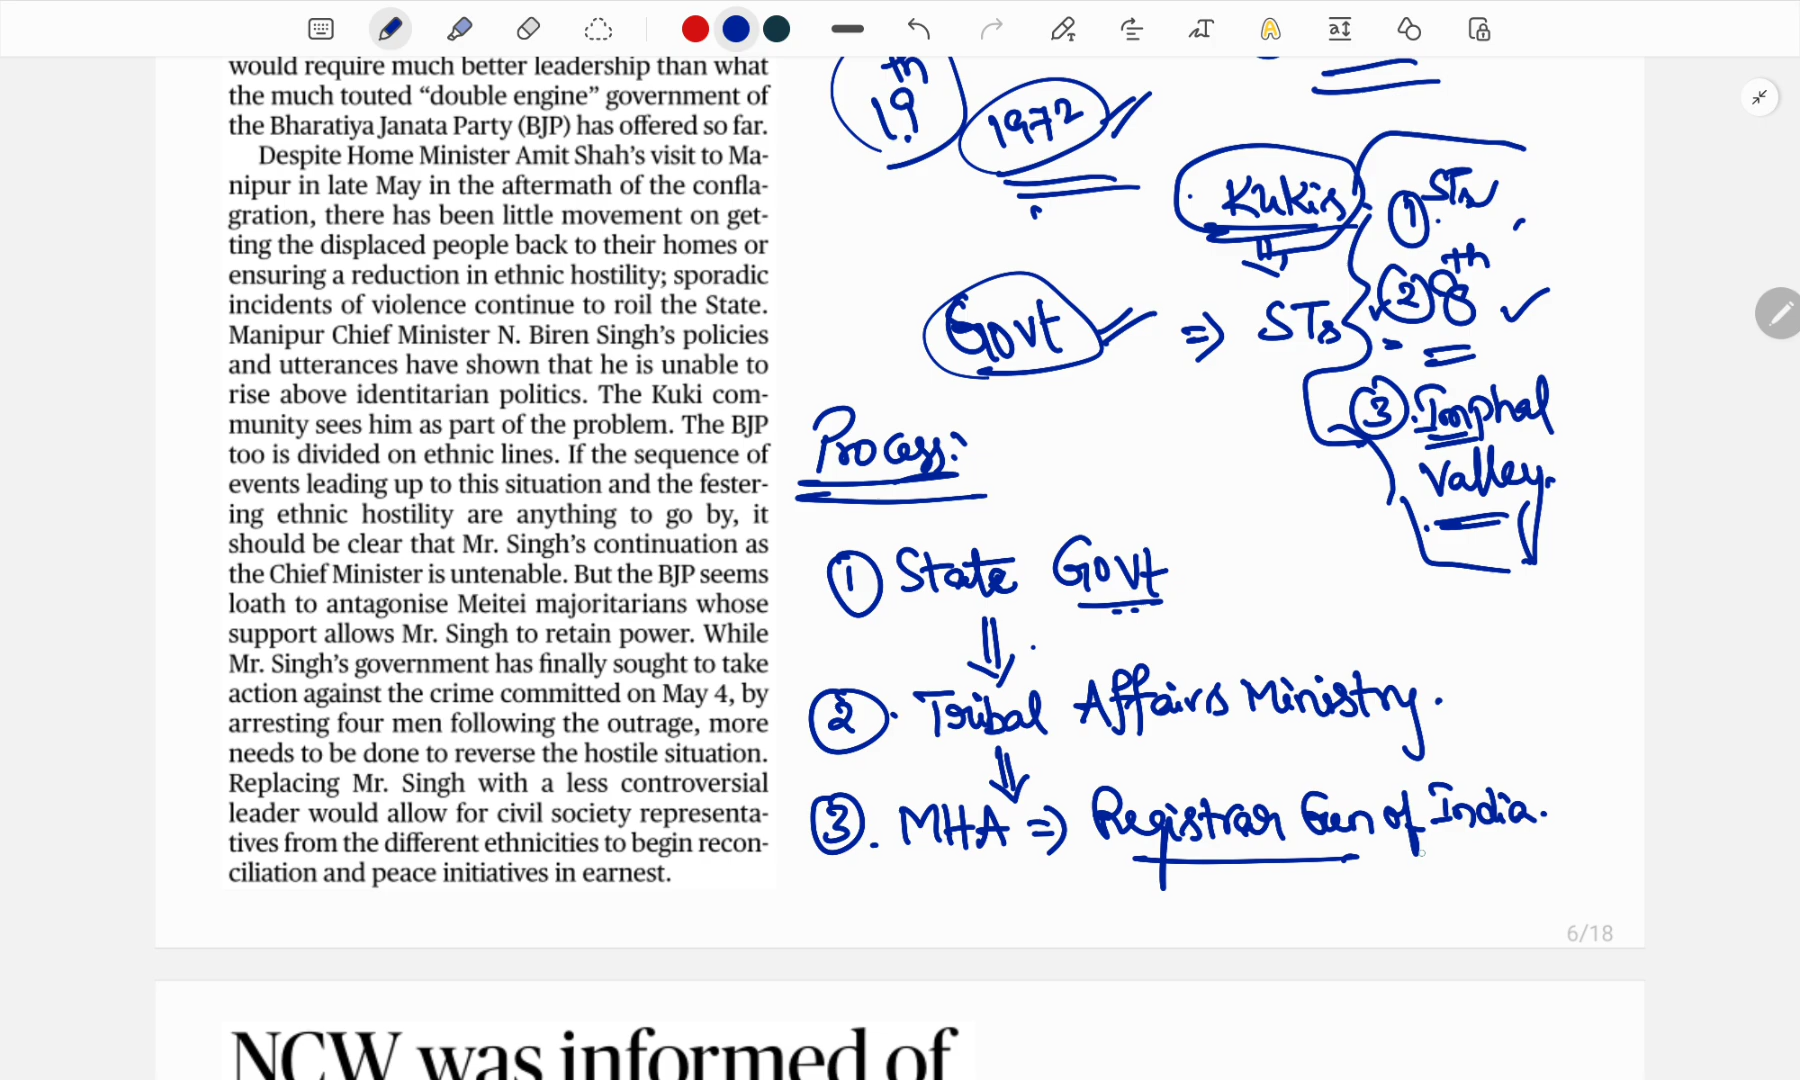 would require much better leadership than what
the much touted “double engine” government of
the Bharatiya Janata Party (BJP) has offered so far.
Despite Home Minister Amit Shah’s visit to Ma-
nipur in late May in the aftermath of the confla-
gration, there has been little movement on get-
ting the displaced people back to their homes or
ensuring a reduction in ethnic hostility; sporadic
incidents of violence continue to roil the State.
Manipur Chief Minister N. Biren Singh’s policies
and utterances have shown that he is unable to
rise above identitarian politics. The Kuki com-
munity sees him as part of the problem. The BJP
too is divided on ethnic lines. If the sequence of
events leading up to this situation and the fester-
ing ethnic hostility are anything to go by, it
should be clear that Mr. Singh’s continuation as
the Chief Minister is untenable. But the BJP seems
loath to antagonise Meitei majoritarians whose
support allows Mr. Singh to retain power. While
Mr. Singh’s government has finally sought to take
action against the crime committed on May 4, by
arresting four men following the outrage, more
needs to be done to reverse the hostile situation.
Replacing Mr. Singh with a less controversial
leader would allow for civil society representa-
tives from the different ethnicities to begin recon-
ciliation and peace initiatives in earnest.
19th
1972
Kukis
① STs
Govt => STs
② 8th
③ Imphal
Valley.
Process:
① State Govt
② Tribal Affairs Ministry.
③. MHA => Registrar Gen of India.
6/18
NCW was informed of